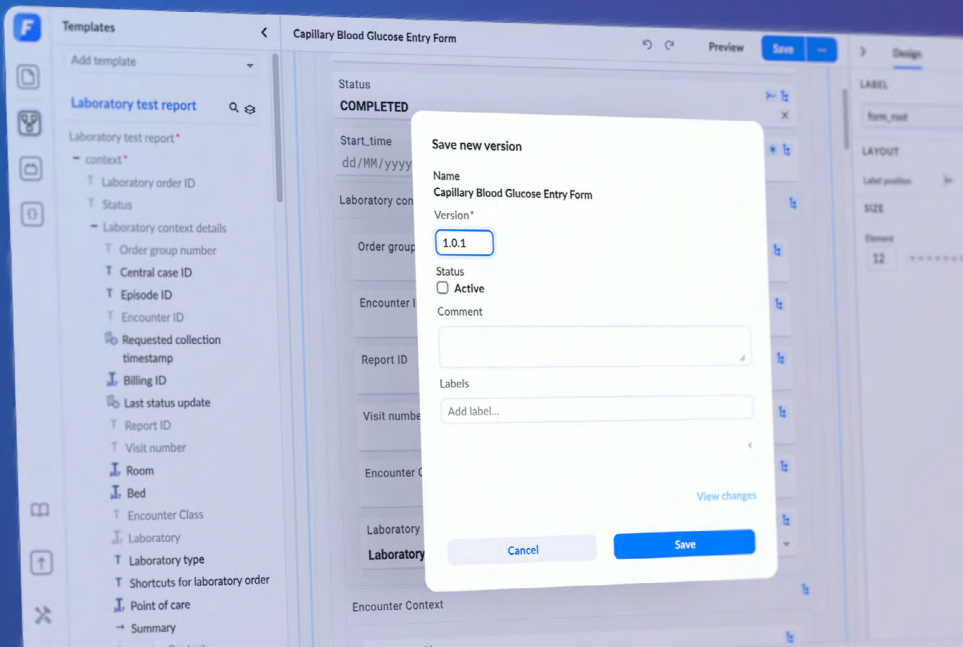 F
Templates
Add template
Laboratory test report
Laboratory test report*
context*
Laboratory order ID
Status
Laboratory context details
Order group number
Central case ID
Episode ID
Encounter ID
Requested collection
timestamp
Billing ID
Last status update
Report ID
Visit number
Room
Bed
Encounter Class
Laboratory
Laboratory type
Shortcuts for laboratory order
Point of care
Summary
Capillary Blood Glucose Entry Form
Preview
Save
Status
COMPLETED
Start_time
dd/MM/yyyy
Laboratory con
Order group
Encounter I
Report ID
Visit numbe
Encounter C
Laboratory
Laboratory
Encounter Context
Save new version
Name
Capillary Blood Glucose Entry Form
Version*
1.0.1
Status
Active
Comment
Labels
Add label...
View changes
Cancel
Save
Design
LABEL
form_root
LAYOUT
Label position
SIZE
Element
12